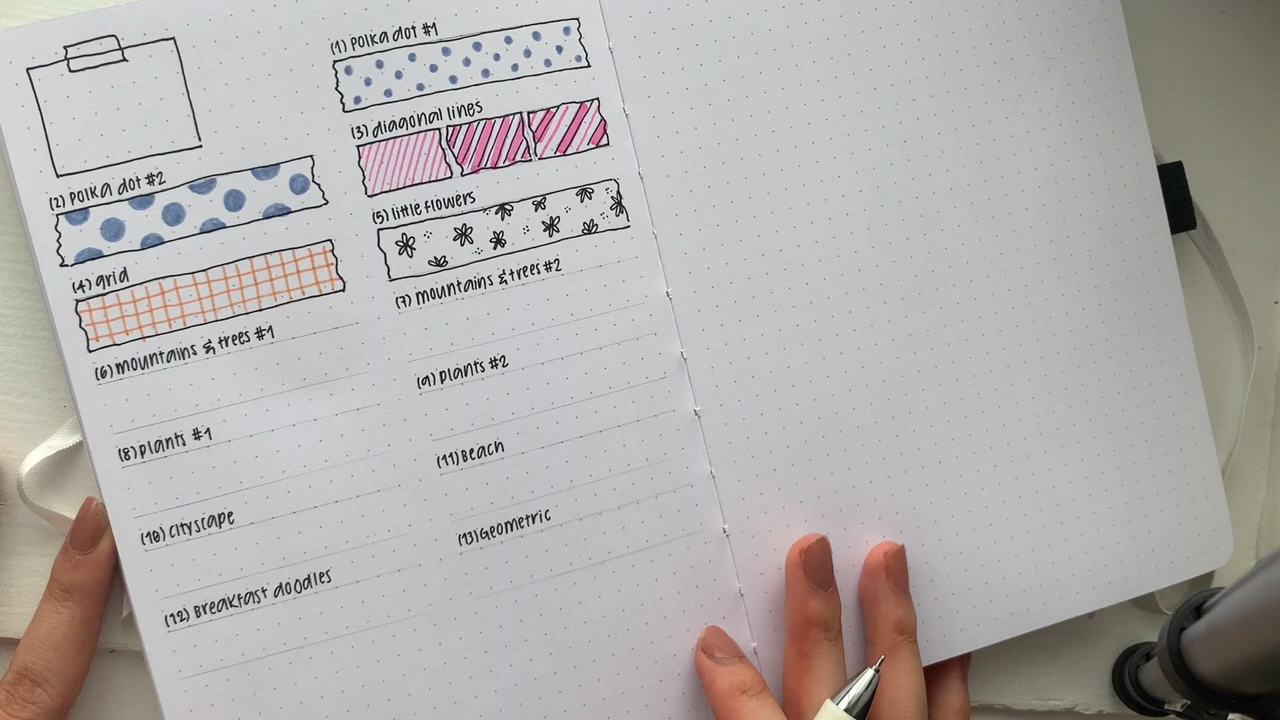 (1) Polka dot #1
(2) Polka dot #2
(3) diagonal lines
(4) grid
(5) little flowers
(6) mountains & trees #1
(7) mountains & trees #2
(8) Plants #1
(9) Plants #2
(10) Cityscape
(11) Beach
(12) Breakfast doodles
(13) Geometric